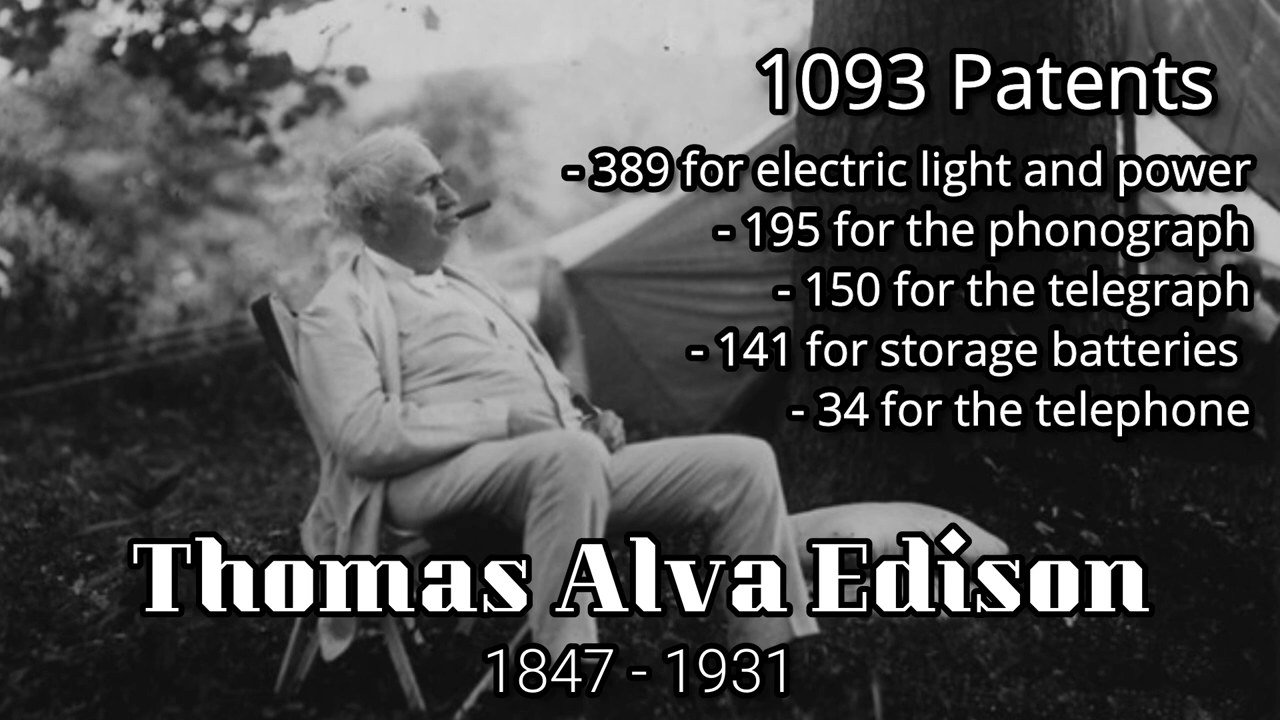 1093 Patents
- 389 for electric light and power
- 195 for the phonograph
- 150 for the telegraph
- 141 for storage batteries
- 34 for the telephone
Thomas Alva Edison
1847 - 1931